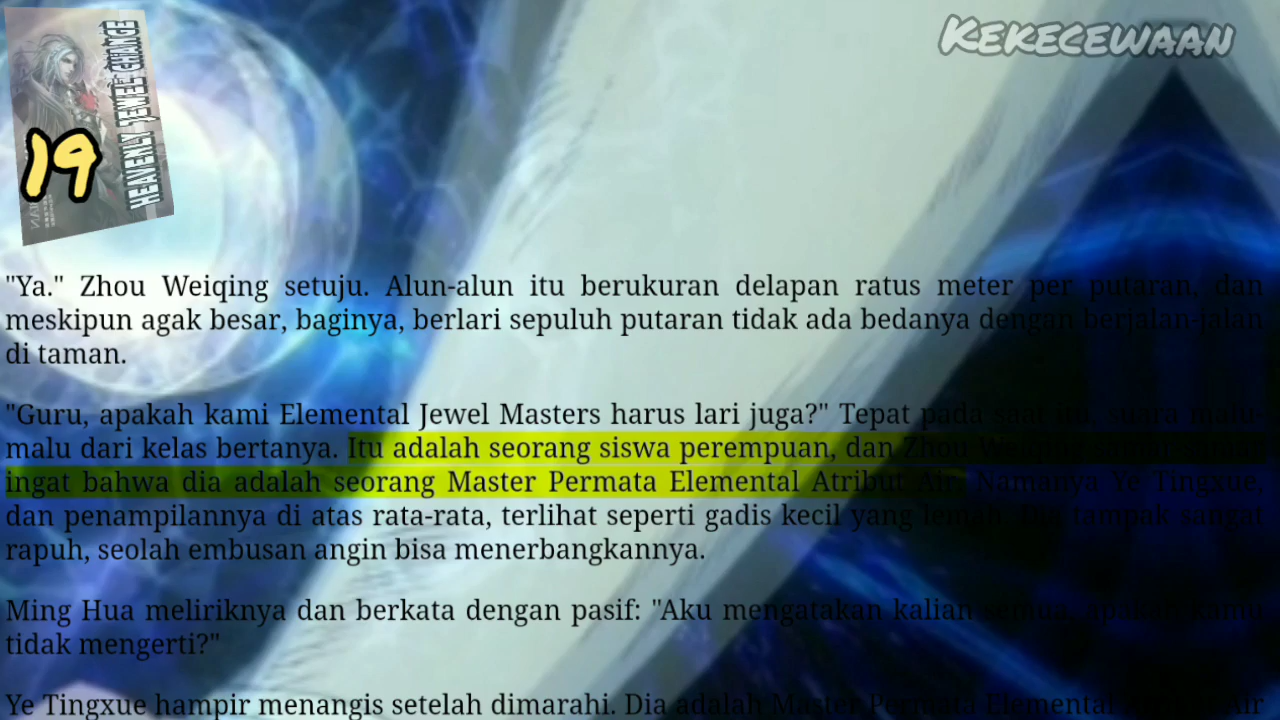 HEAVENLY JEWEL CHANGE
19
Kekecewaan
"Ya." Zhou Weiqing setuju. Alun-alun itu berukuran delapan ratus meter per putaran, dan
meskipun agak besar, baginya, berlari sepuluh putaran tidak ada bedanya dengan berjalan-jalan
di taman.
"Guru, apakah kami Elemental Jewel Masters harus lari juga?" Tepat pada saat itu, suara malu-
malu dari kelas bertanya. Itu adalah seorang siswa perempuan, dan Zhou Weiqing samar-samar
ingat bahwa dia adalah seorang Master Permata Elemental Atribut Air. Namanya Ye Tingxue,
dan penampilannya di atas rata-rata, terlihat seperti gadis kecil yang lemah. Dia tampak sangat
rapuh, seolah embusan angin bisa menerbangkannya.
Ming Hua meliriknya dan berkata dengan pasif: "Aku mengatakan kalian semua, apakah kamu
tidak mengerti?"
Ye Tingxue hampir menangis setelah dimarahi. Dia adalah Master Permata Elemental Atribut Air